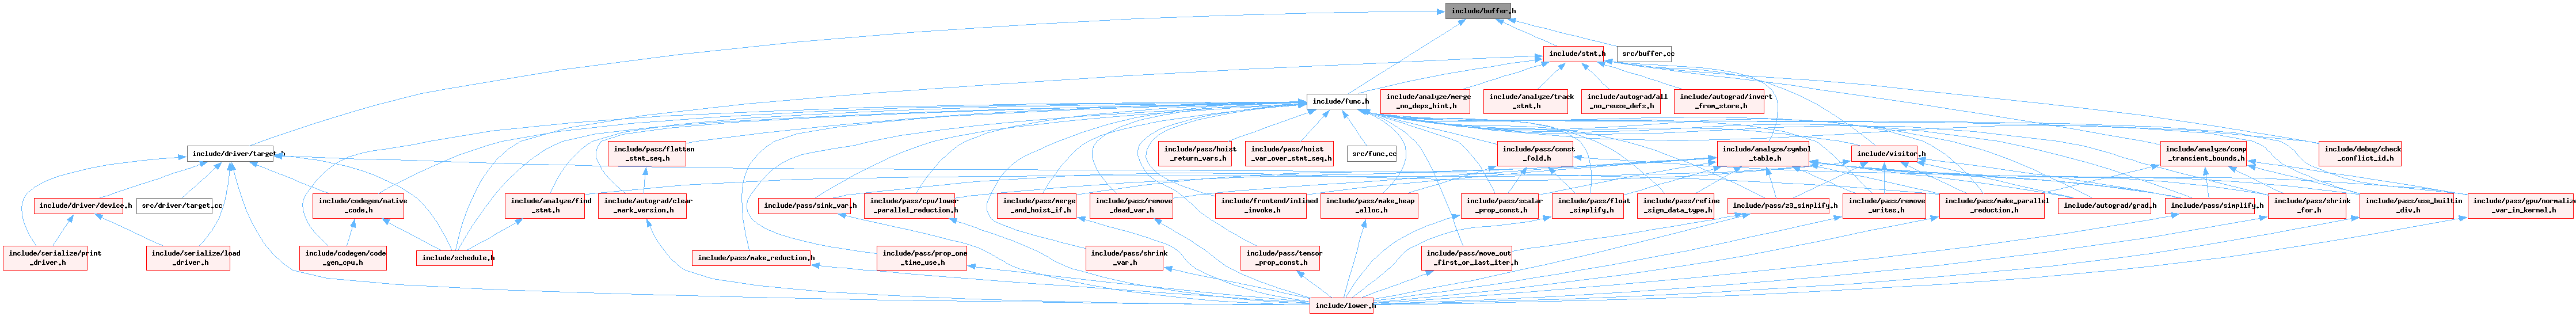 include/buffer.h
include/stmt.h
src/buffer.cc
include/func.h
include/analyze/merge
_no_deps_hint.h
include/analyze/track
_stmt.h
include/autograd/all
_no_reuse_defs.h
include/autograd/invert
_from_store.h
include/driver/target.h
include/pass/flatten
_stmt_seq.h
include/pass/hoist
_return_vars.h
include/pass/hoist
_var_over_stmt_seq.h
src/func.cc
include/pass/const
_fold.h
include/analyze/symbol
_table.h
include/visitor.h
include/analyze/comp
_transient_bounds.h
include/debug/check
_conflict_id.h
include/driver/device.h
src/driver/target.cc
include/codegen/native
_code.h
include/analyze/find
_stmt.h
include/autograd/clear
_mark_version.h
include/pass/sink_var.h
include/pass/cpu/lower
_parallel_reduction.h
include/pass/merge
_and_hoist_if.h
include/pass/remove
_dead_var.h
include/frontend/inlined
_invoke.h
include/pass/make_heap
_alloc.h
include/pass/scalar
_prop_const.h
include/pass/float
_simplify.h
include/pass/refine
_sign_data_type.h
include/pass/z3_simplify.h
include/pass/remove
_writes.h
include/pass/make_parallel
_reduction.h
include/autograd/grad.h
include/pass/simplify.h
include/pass/shrink
_for.h
include/pass/use_builtin
_div.h
include/pass/gpu/normalize
_var_in_kernel.h
include/serialize/print
_driver.h
include/serialize/load
_driver.h
include/codegen/code
_gen_cpu.h
include/schedule.h
include/pass/make_reduction.h
include/pass/prop_one
_time_use.h
include/pass/shrink
_var.h
include/pass/tensor
_prop_const.h
include/pass/move_out
_first_or_last_iter.h
include/lower.h